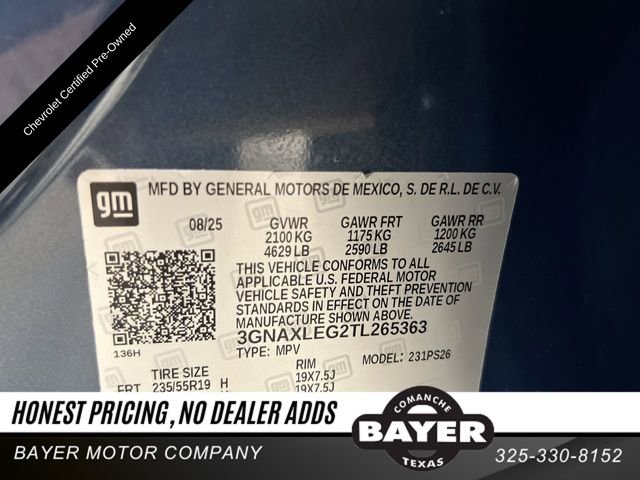 Chevrolet Certified Pre-Owned
gm
MFD BY GENERAL MOTORS DE MEXICO, S. DE R.L. DE C.V.
08/25 GVWR GAWR FRT GAWR RR
2100 KG 1175 KG 1200 KG
4629 LB 2590 LB 2645 LB
THIS VEHICLE CONFORMS TO ALL
APPLICABLE U.S. FEDERAL MOTOR
VEHICLE SAFETY AND THEFT PREVENTION
STANDARDS IN EFFECT ON THE DATE OF
MANUFACTURE SHOWN ABOVE.
3GNAXLEG2TL265363
136H TYPE: MPV MODEL: 231PS26
TIRE SIZE RIM
FRT 235/55R19 H 19X7.5J
19X7.5J
HONEST PRICING, NO DEALER ADDS
COMANCHE
BAYER
TEXAS
BAYER MOTOR COMPANY
325-330-8152